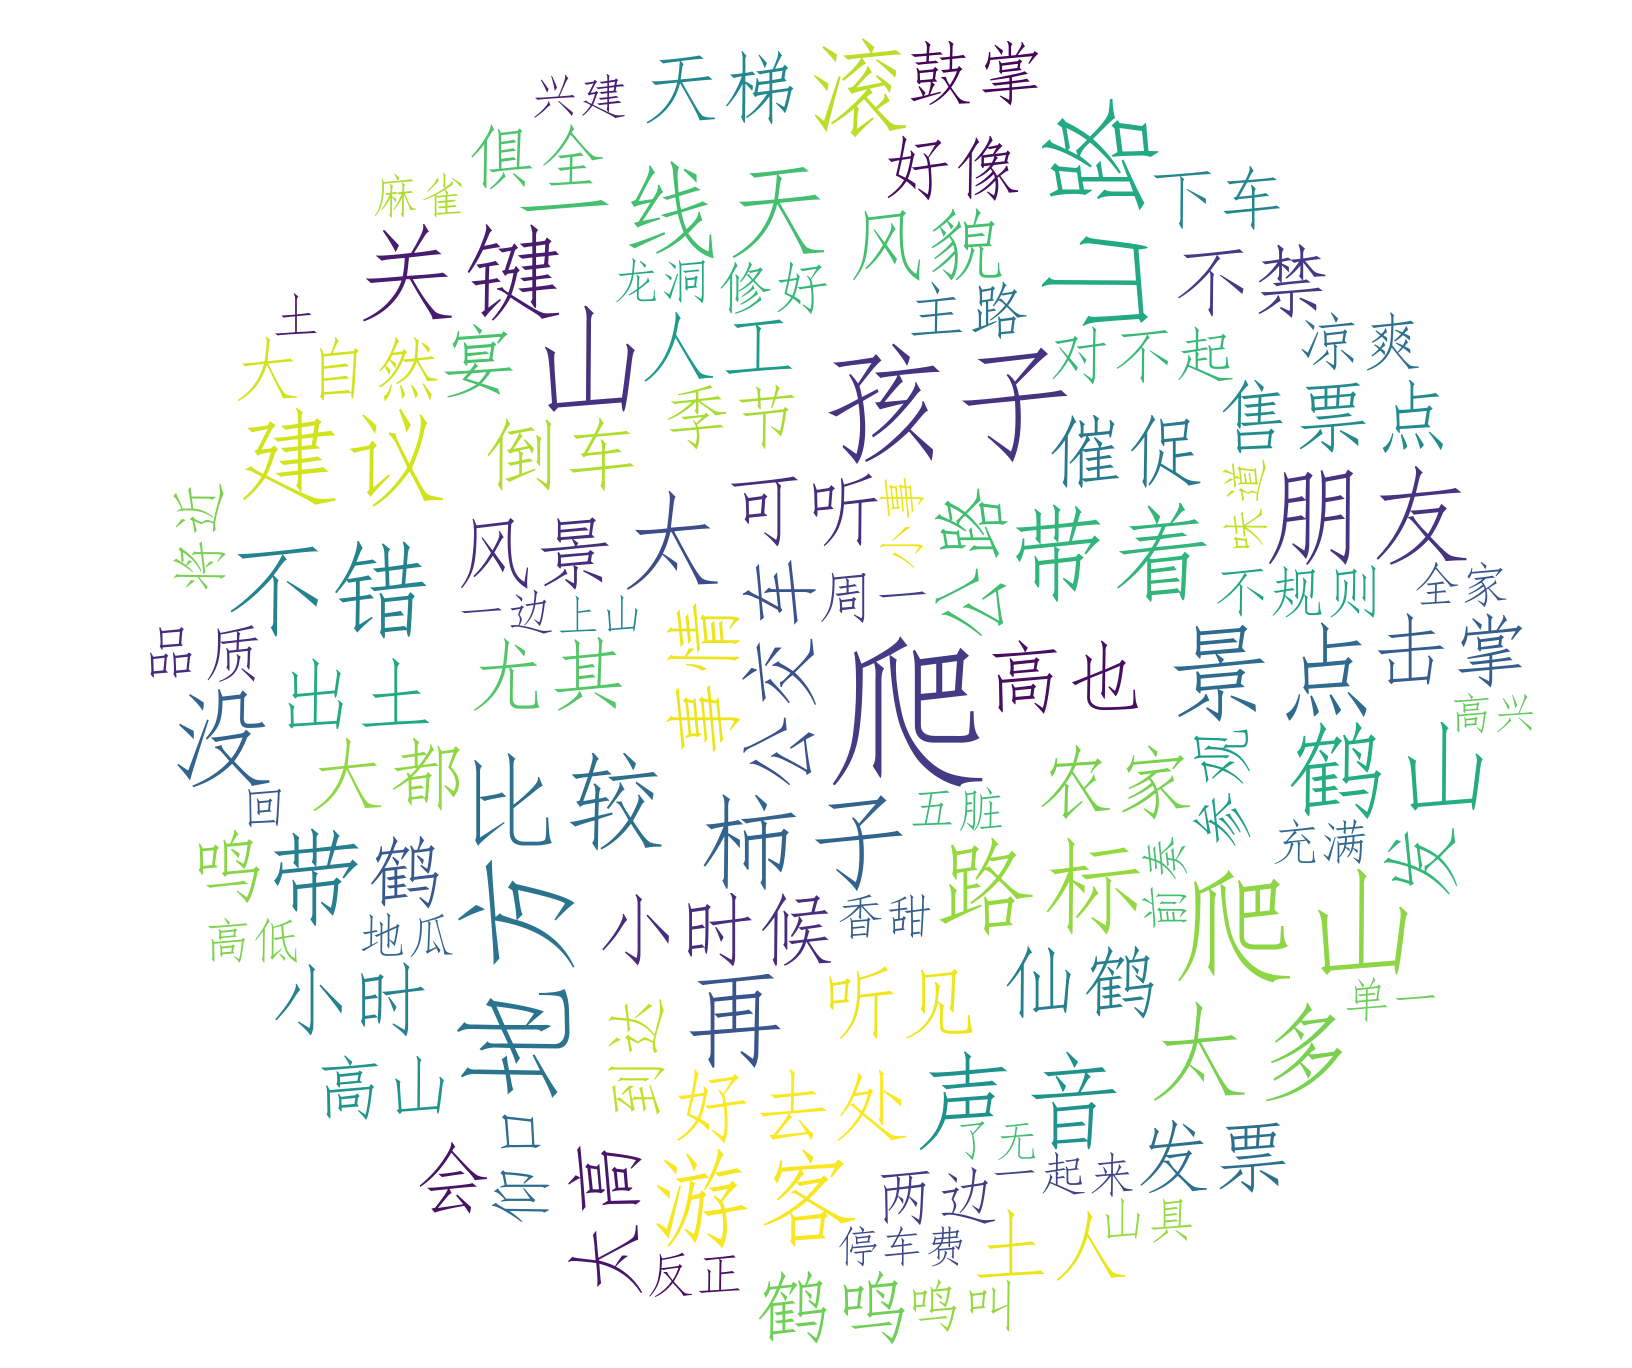 兴建
天梯
滚
鼓掌
俱全
好像
山路
麻雀
一线天
下车
关键
风貌
不禁
龙洞
修好
土
主路
凉爽
大自然
宴
山
人工
孩子
对不起
建议
倒车
季节
催促
售票点
将近
可听
小事
味道
朋友
不错
风景
太
公交车
周一
公路
带着
不规则
全家
一边
上山
品质
尤其
事情
爬
高也
景点
击掌
没
出土
高兴
大都
比较
农家
参观
鹤山
回
柿子
五脏
鸣
带
鹤
地方
路标
前奏
充满
发
高低
地瓜
小时候
香甜
爬山
小时
再
听见
仙鹤
单一
到达
太多
高山
好去处
声音
仰口
了无
会
太高
游客
两边
一起来
发票
反正
停车费
土人
山具
鹤鸣
鸣叫